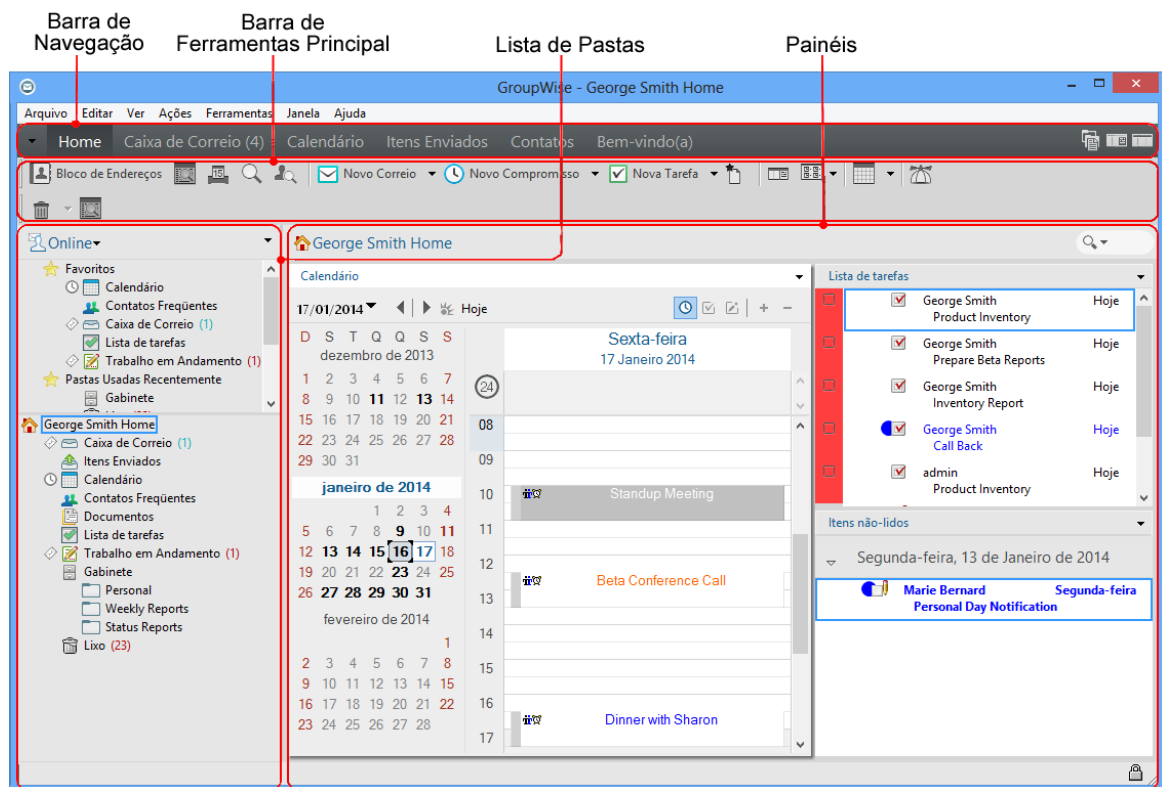 Barra de Navegação
Barra de Ferramentas Principal
Lista de Pastas
Painéis
GroupWise - George Smith Home
Arquivo Editar Ver Ações Ferramentas Janela Ajuda
Home Caixa de Correio (4) Calendário Itens Enviados Contatos Bem-vindo(a)
Bloco de Endereços 15 Novo Correio Novo Compromisso Nova Tarefa
Online
Favoritos
Calendário
Contatos Freqüentes
Caixa de Correio (1)
Lista de tarefas
Trabalho em Andamento (1)
Pastas Usadas Recentemente
Gabinete
George Smith Home
Caixa de Correio (1)
Itens Enviados
Calendário
Contatos Freqüentes
Documentos
Lista de tarefas
Trabalho em Andamento (1)
Gabinete
Personal
Weekly Reports
Status Reports
Lixo (23)
George Smith Home
Calendário
17/01/2014 Hoje
D S T Q Q S S
dezembro de 2013
1 2 3 4 5 6 7
8 9 10 11 12 13 14
15 16 17 18 19 20 21
22 23 24 25 26 27 28
29 30 31
janeiro de 2014
1 2 3 4
5 6 7 8 9 10 11
12 13 14 15 16 17 18
19 20 21 22 23 24 25
26 27 28 29 30 31
fevereiro de 2014
1
2 3 4 5 6 7 8
9 10 11 12 13 14 15
16 17 18 19 20 21 22
23 24 25 26 27 28
Sexta-feira
17 Janeiro 2014
24
08
09
10 Standup Meeting
11
12
Beta Conference Call
13
14
15
16
Dinner with Sharon
17
Lista de tarefas
George Smith Hoje
Product Inventory
George Smith Hoje
Prepare Beta Reports
George Smith Hoje
Inventory Report
George Smith Hoje
Call Back
admin Hoje
Product Inventory
Itens não-lidos
Segunda-feira, 13 de Janeiro de 2014
Marie Bernard Segunda-feira
Personal Day Notification